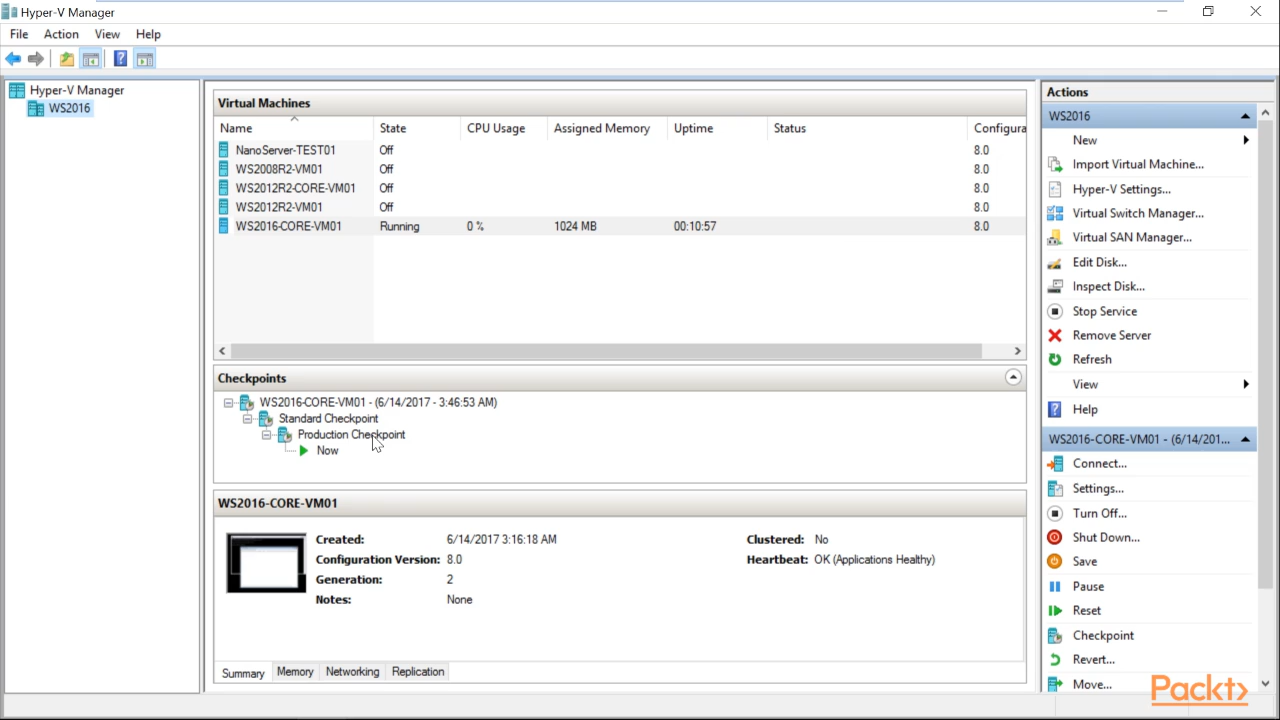 Hyper-V Manager
File Action View Help
Hyper-V Manager
WS2016
Virtual Machines
Name State CPU Usage Assigned Memory Uptime Status Configura
NanoServer-TEST01 Off 8.0
WS2008R2-VM01 Off 8.0
WS2012R2-CORE-VM01 Off 8.0
WS2012R2-VM01 Off 8.0
WS2016-CORE-VM01 Running 0 % 1024 MB 00:10:57 8.0
Checkpoints
WS2016-CORE-VM01 - (6/14/2017 - 3:46:53 AM)
Standard Checkpoint
Production Checkpoint
Now
WS2016-CORE-VM01
Created: 6/14/2017 3:16:18 AM Clustered: No
Configuration Version: 8.0 Heartbeat: OK (Applications Healthy)
Generation: 2
Notes: None
Summary Memory Networking Replication
Actions
WS2016
New
Import Virtual Machine...
Hyper-V Settings...
Virtual Switch Manager...
Virtual SAN Manager...
Edit Disk...
Inspect Disk...
Stop Service
Remove Server
Refresh
View
Help
WS2016-CORE-VM01 - (6/14/201...
Connect...
Settings...
Turn Off...
Shut Down...
Save
Pause
Reset
Checkpoint
Revert...
Move...
Packt>